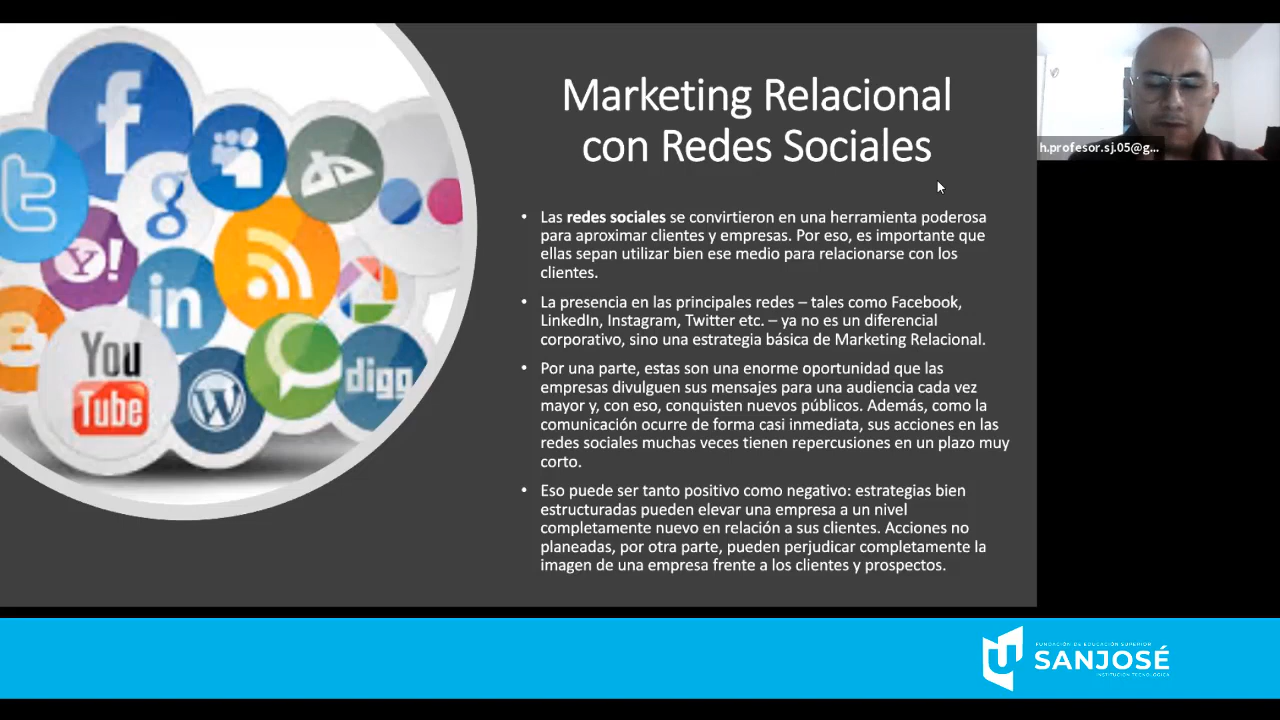 Marketing Relacional
con Redes Sociales
• Las redes sociales se convirtieron en una herramienta poderosa
para aproximar clientes y empresas. Por eso, es importante que
ellas sepan utilizar bien ese medio para relacionarse con los
clientes.
• La presencia en las principales redes – tales como Facebook,
LinkedIn, Instagram, Twitter etc. – ya no es un diferencial
corporativo, sino una estrategia básica de Marketing Relacional.
• Por una parte, estas son una enorme oportunidad que las
empresas divulguen sus mensajes para una audiencia cada vez
mayor y, con eso, conquisten nuevos públicos. Además, como la
comunicación ocurre de forma casi inmediata, sus acciones en las
redes sociales muchas veces tienen repercusiones en un plazo muy
corto.
• Eso puede ser tanto positivo como negativo: estrategias bien
estructuradas pueden elevar una empresa a un nivel
completamente nuevo en relación a sus clientes. Acciones no
planeadas, por otra parte, pueden perjudicar completamente la
imagen de una empresa frente a los clientes y prospectos.
f
t
g
Y!
in
You
Tube
W
digg
h.profesor.sj.05@g...
FUNDACIÓN DE EDUCACIÓN SUPERIOR
SANJOSÉ
INSTITUCIÓN TECNOLÓGICA